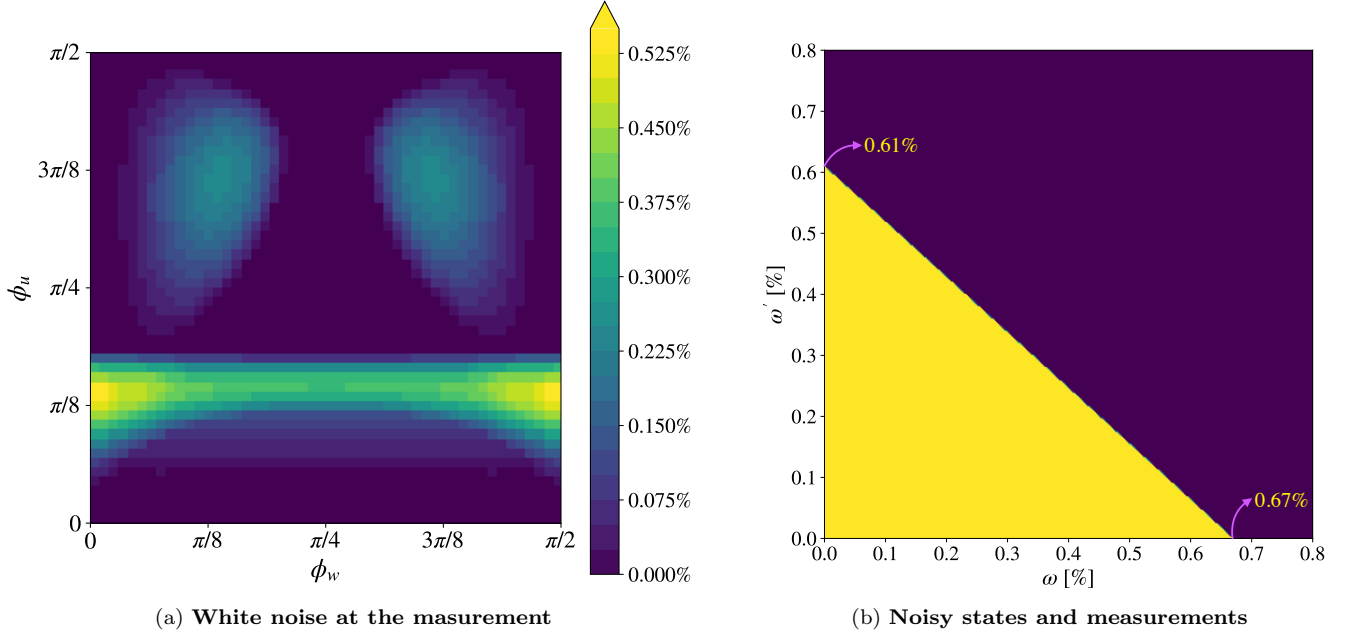 π/2
3π/8
π/4
π/8
0
ϕu
0
π/8
π/4
3π/8
π/2
ϕw
0.525%
0.450%
0.375%
0.300%
0.225%
0.150%
0.075%
0.000%
(a) White noise at the masurement
0.8
0.7
0.6
0.5
0.4
0.3
0.2
0.1
0.0
ω′ [%]
0.61%
0.67%
0.0
0.1
0.2
0.3
0.4
0.5
0.6
0.7
0.8
ω [%]
(b) Noisy states and measurements